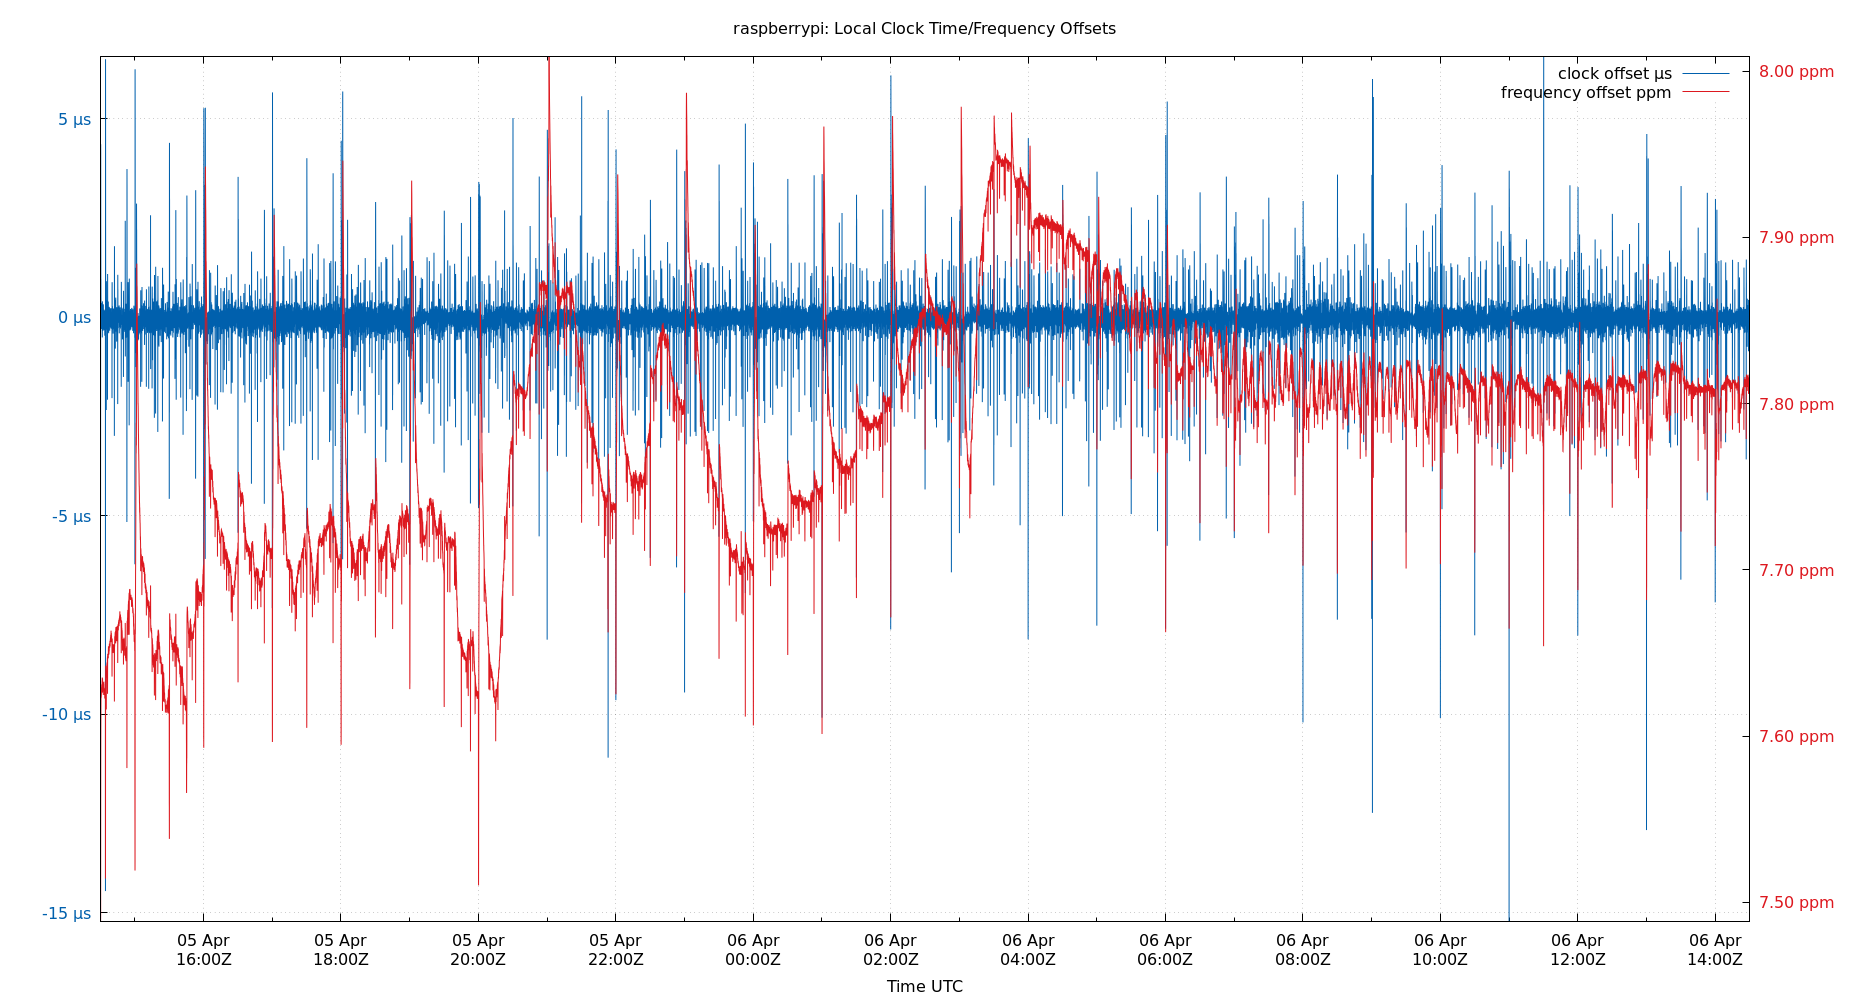 raspberrypi: Local Clock Time/Frequency Offsets
clock offset µs
frequency offset ppm
5 µs
0 µs
-5 µs
-10 µs
-15 µs
8.00 ppm
7.90 ppm
7.80 ppm
7.70 ppm
7.60 ppm
7.50 ppm
05 Apr
16:00Z
05 Apr
18:00Z
05 Apr
20:00Z
05 Apr
22:00Z
06 Apr
00:00Z
06 Apr
02:00Z
06 Apr
04:00Z
06 Apr
06:00Z
06 Apr
08:00Z
06 Apr
10:00Z
06 Apr
12:00Z
06 Apr
14:00Z
Time UTC